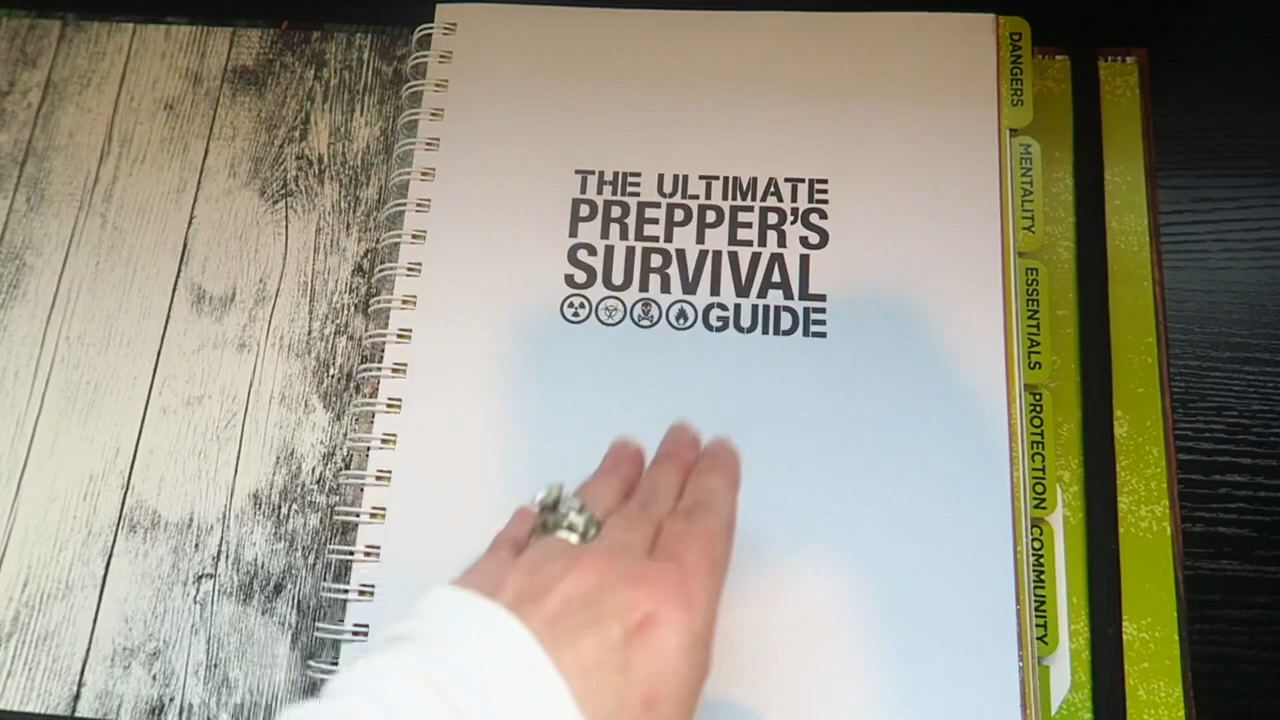 THE ULTIMATE
PREPPER'S
SURVIVAL
GUIDE
DANGERS
MENTALITY
ESSENTIALS
PROTECTION
COMMUNITY